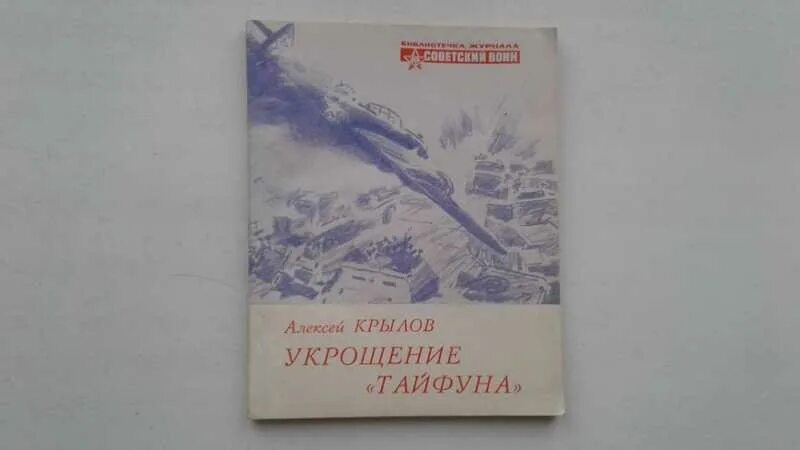 БИБЛИОТЕЧКА ЖУРНАЛА
СОВЕТСКИЙ ВОИН
Алексей КРЫЛОВ
УКРОЩЕНИЕ
«ТАЙФУНА»